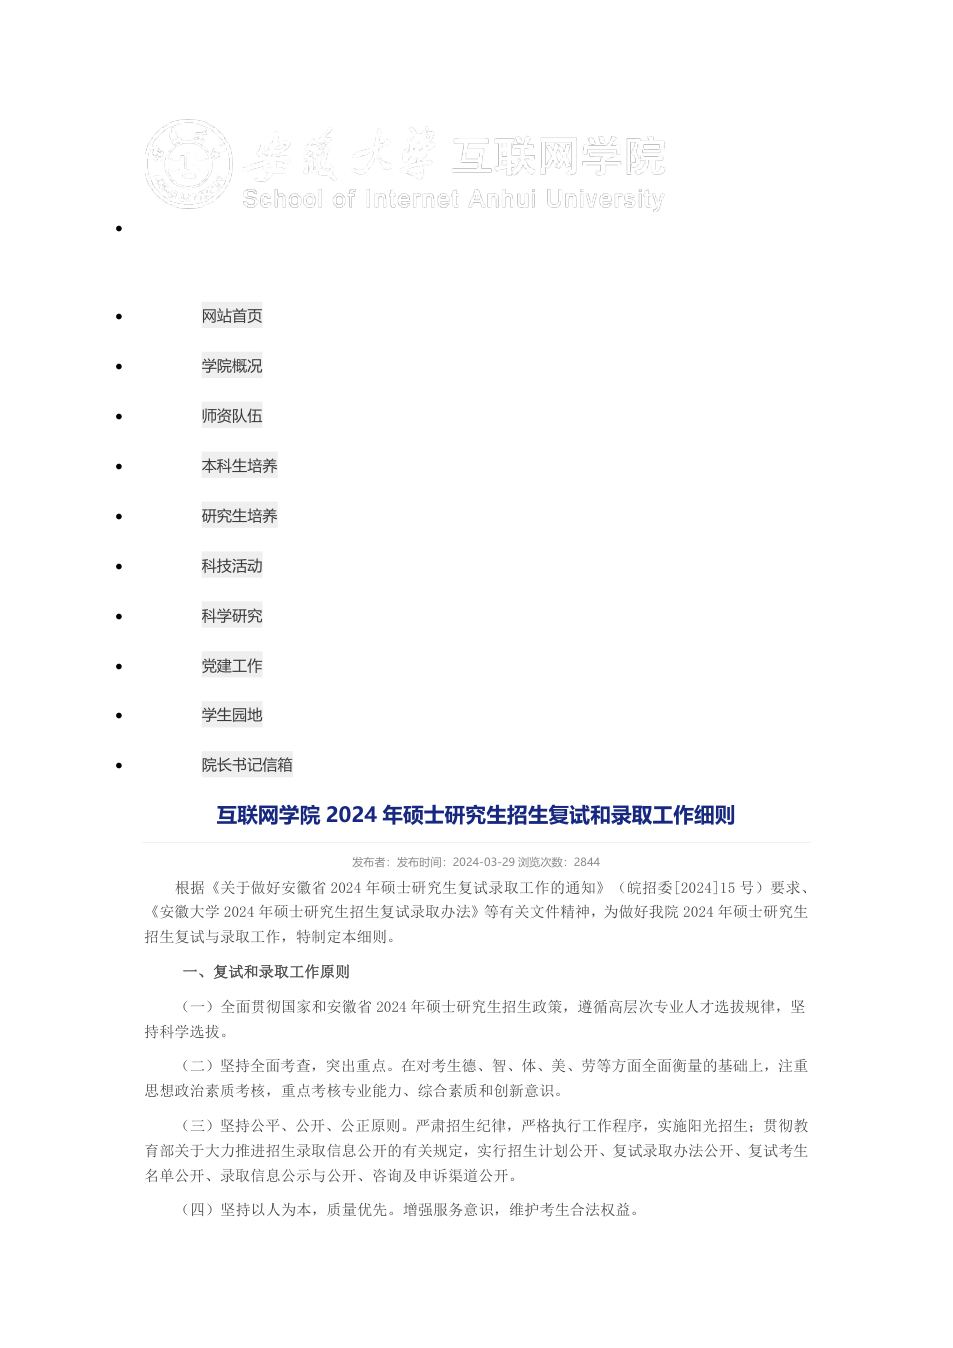 安徽大学 互联网学院
School of Internet Anhui University
网站首页
学院概况
师资队伍
本科生培养
研究生培养
科技活动
科学研究
党建工作
学生园地
院长书记信箱
互联网学院 2024 年硕士研究生招生复试和录取工作细则
发布者：发布时间：2024-03-29 浏览次数：2844
根据《关于做好安徽省 2024 年硕士研究生复试录取工作的通知》（皖招委[2024]15 号）要求、
《安徽大学 2024 年硕士研究生招生复试录取办法》等有关文件精神，为做好我院 2024 年硕士研究生
招生复试与录取工作，特制定本细则。
一、复试和录取工作原则
（一）全面贯彻国家和安徽省 2024 年硕士研究生招生政策，遵循高层次专业人才选拔规律，坚
持科学选拔。
（二）坚持全面考查，突出重点。在对考生德、智、体、美、劳等方面全面衡量的基础上，注重
思想政治素质考核，重点考核专业能力、综合素质和创新意识。
（三）坚持公平、公开、公正原则。严肃招生纪律，严格执行工作程序，实施阳光招生；贯彻教
育部关于大力推进招生录取信息公开的有关规定，实行招生计划公开、复试录取办法公开、复试考生
名单公开、录取信息公示与公开、咨询及申诉渠道公开。
（四）坚持以人为本，质量优先。增强服务意识，维护考生合法权益。